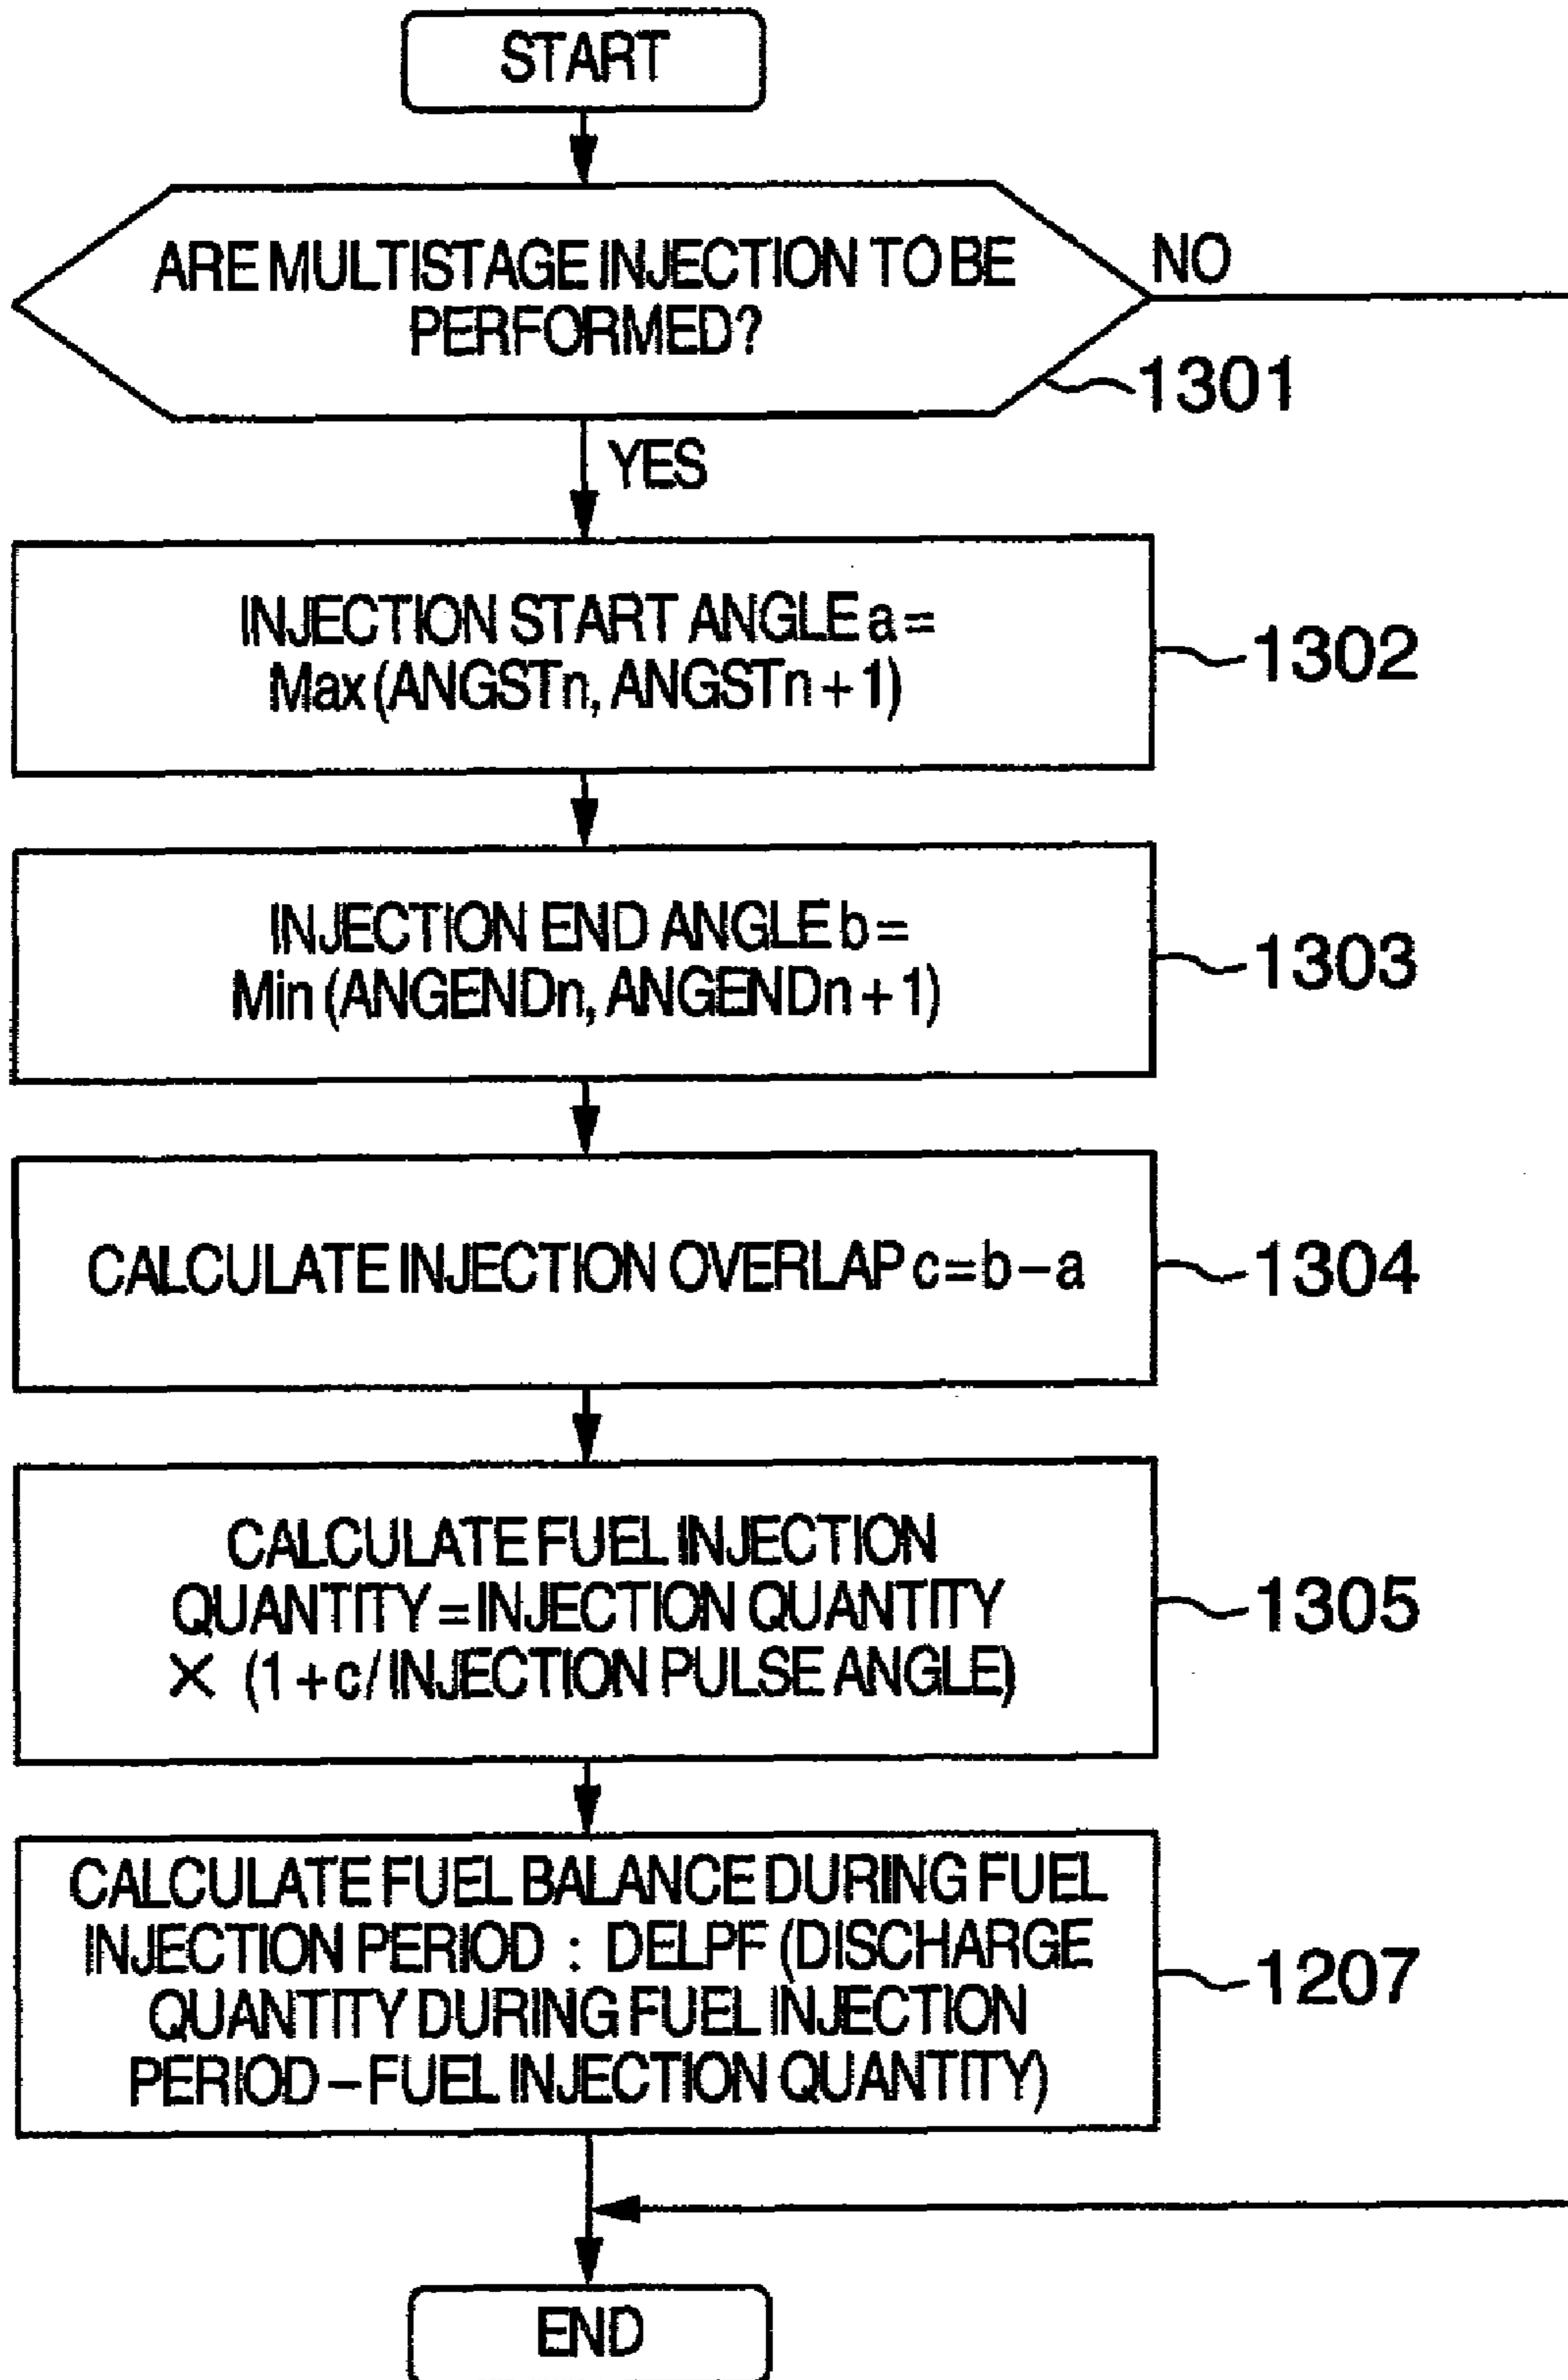 START
ARE MULTISTAGE INJECTION TO BE
PERFORMED?
NO
1301
YES
INJECTION START ANGLE a =
Max (ANGSTn, ANGSTn + 1)
1302
INJECTION END ANGLE b =
Min (ANGENDn, ANGENDn + 1)
1303
CALCULATE INJECTION OVERLAP c = b – a
1304
CALCULATE FUEL INJECTION
QUANTITY = INJECTION QUANTITY
× (1 + c / INJECTION PULSE ANGLE)
1305
CALCULATE FUEL BALANCE DURING FUEL
INJECTION PERIOD : DELPF (DISCHARGE
QUANTITY DURING FUEL INJECTION
PERIOD – FUEL INJECTION QUANTITY)
1207
END